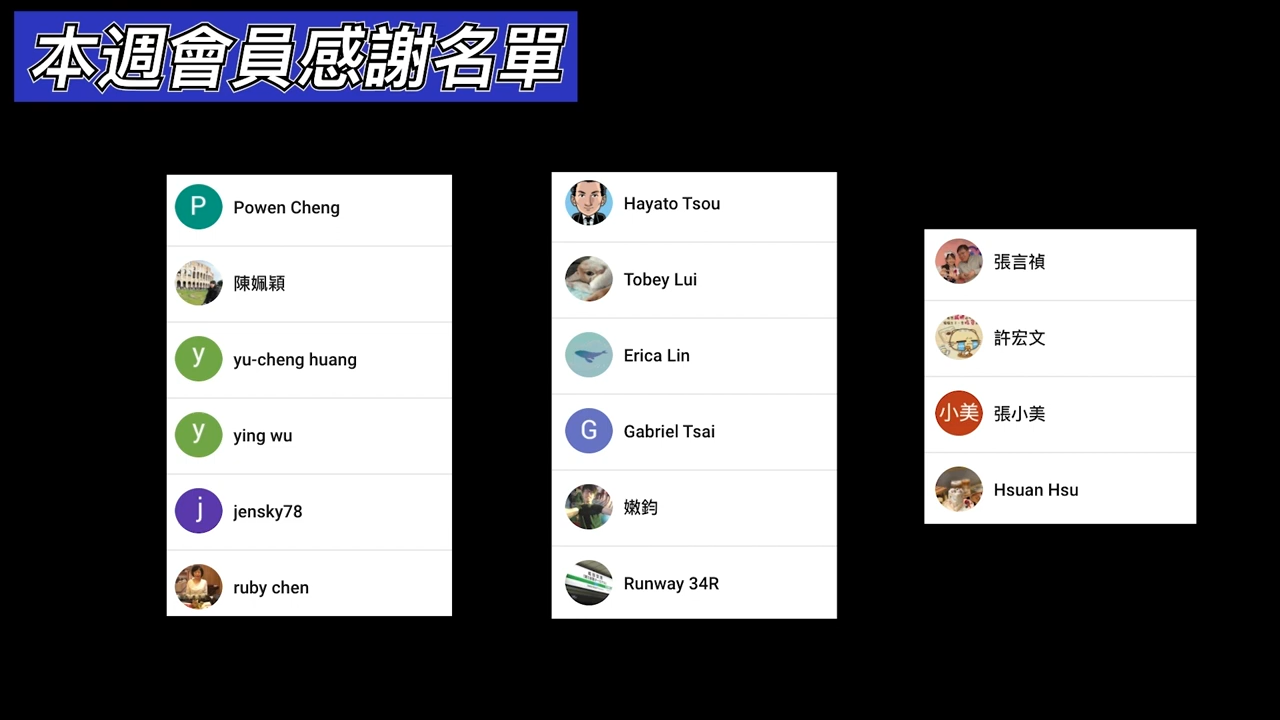 本週會員感謝名單
P
Powen Cheng
陳姵穎
y
yu-cheng huang
y
ying wu
j
jensky78
ruby chen
Hayato Tsou
Tobey Lui
Erica Lin
G
Gabriel Tsai
嫩鈞
Runway 34R
張言禎
許宏文
小美
張小美
Hsuan Hsu